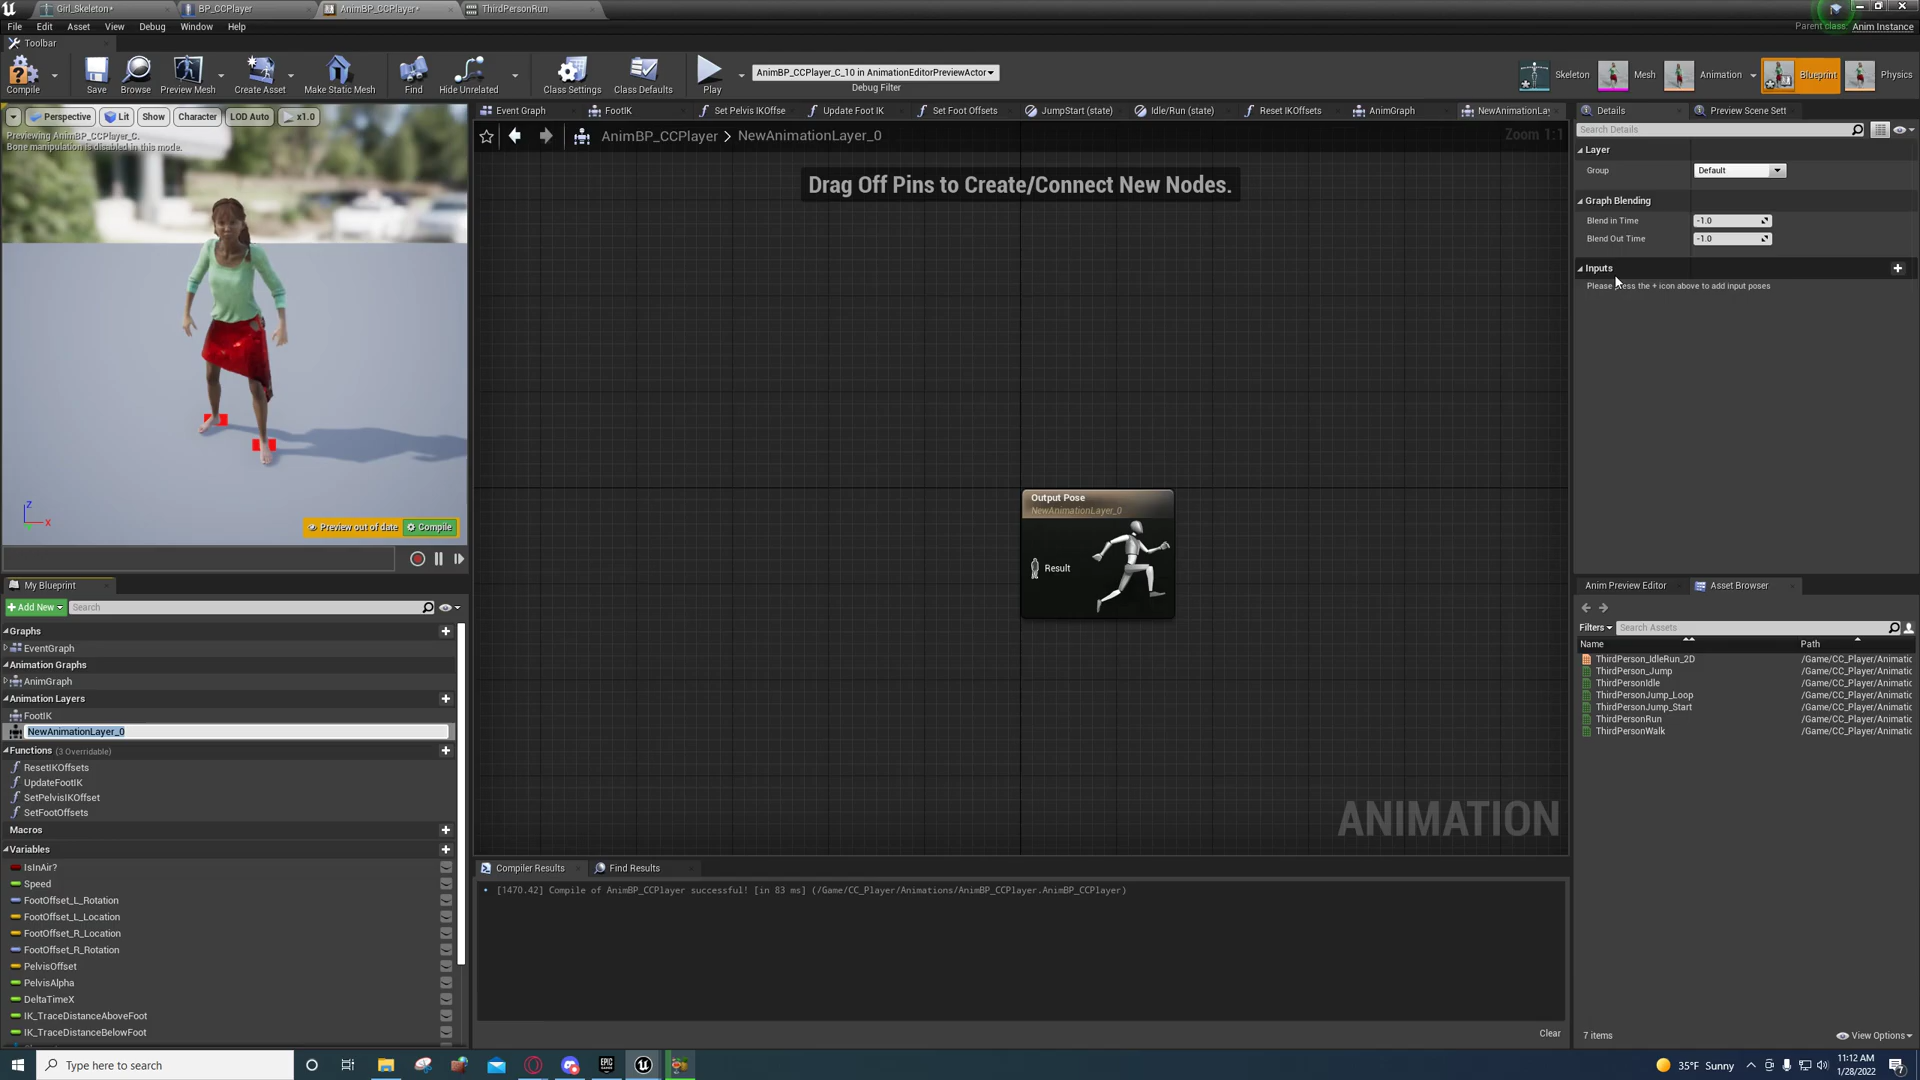 Girl_Skeleton*
BP_CCPlayer
AnimBP_CCPlayer*
ThirdPersonRun
File Edit Asset View Debug Window Help
Parent class: Anim Instance
Toolbar
Compile
Save
Browse
Preview Mesh
Create Asset
Make Static Mesh
Find
Hide Unrelated
Class Settings
Class Defaults
Play
AnimBP_CCPlayer_C_10 in AnimationEditorPreviewActor
Debug Filter
Skeleton
Mesh
Animation
Blueprint
Physics
Perspective
Lit
Show
Character
LOD Auto
x1.0
Previewing AnimBP_CCPlayer_C.
Bone manipulation is disabled in this mode.
Z
X
Preview out of date
Compile
Event Graph
FootIK
Set Pelvis IKOffse
Update Foot IK
Set Foot Offsets
JumpStart (state)
Idle/Run (state)
Reset IKOffsets
AnimGraph
NewAnimationLay
AnimBP_CCPlayer > NewAnimationLayer_0
Zoom 1:1
Drag Off Pins to Create/Connect New Nodes.
Output Pose
NewAnimationLayer_0
Result
ANIMATION
Details
Preview Scene Sett
Search Details
Layer
Group
Default
Graph Blending
Blend in Time
-1.0
Blend Out Time
-1.0
Inputs
Please press the + icon above to add input poses
My Blueprint
+Add New
Search
Graphs
EventGraph
Animation Graphs
AnimGraph
Animation Layers
FootIK
NewAnimationLayer_0
Functions (3 Overridable)
ResetIKOffsets
UpdateFootIK
SetPelvisIKOffset
SetFootOffsets
Macros
Variables
IsInAir?
Speed
FootOffset_L_Rotation
FootOffset_L_Location
FootOffset_R_Location
FootOffset_R_Rotation
PelvisOffset
PelvisAlpha
DeltaTimeX
IK_TraceDistanceAboveFoot
IK_TraceDistanceBelowFoot
Compiler Results
Find Results
[1470.42] Compile of AnimBP_CCPlayer successful! [in 83 ms] (/Game/CC_Player/Animations/AnimBP_CCPlayer.AnimBP_CCPlayer)
Clear
Anim Preview Editor
Asset Browser
Filters
Search Assets
Name
Path
ThirdPerson_IdleRun_2D /Game/CC_Player/Animatic
ThirdPerson_Jump /Game/CC_Player/Animatic
ThirdPersonIdle /Game/CC_Player/Animatic
ThirdPersonJump_Loop /Game/CC_Player/Animatic
ThirdPersonJump_Start /Game/CC_Player/Animatic
ThirdPersonRun /Game/CC_Player/Animatic
ThirdPersonWalk /Game/CC_Player/Animatic
7 items
View Options
Type here to search
EPIC GAMES
35°F Sunny
11:12 AM
1/28/2022
7